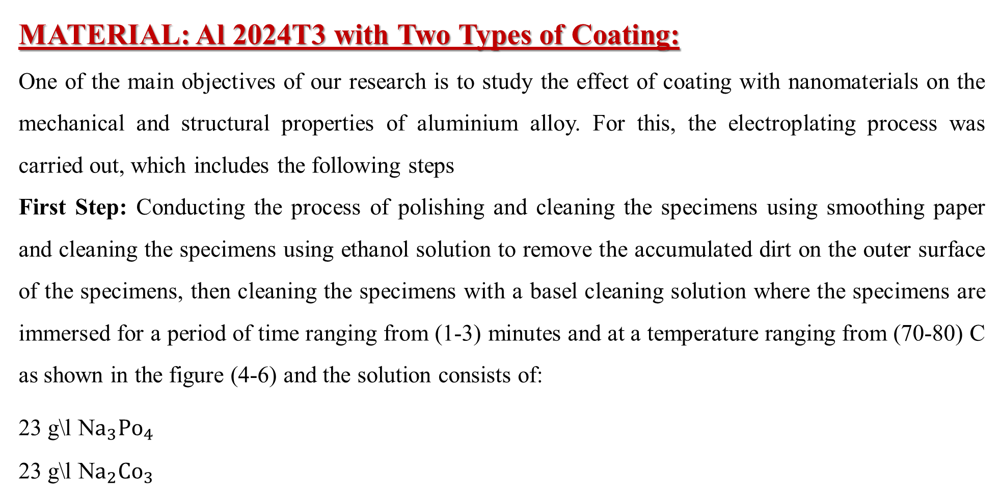 MATERIAL: Al 2024T3 with Two Types of Coating:
One of the main objectives of our research is to study the effect of coating with nanomaterials on the
mechanical and structural properties of aluminium alloy. For this, the electroplating process was
carried out, which includes the following steps
First Step: Conducting the process of polishing and cleaning the specimens using smoothing paper
and cleaning the specimens using ethanol solution to remove the accumulated dirt on the outer surface
of the specimens, then cleaning the specimens with a basel cleaning solution where the specimens are
immersed for a period of time ranging from (1-3) minutes and at a temperature ranging from (70-80) C
as shown in the figure (4-6) and the solution consists of:
23 g\l Na₃Po₄
23 g\l Na₂Co₃